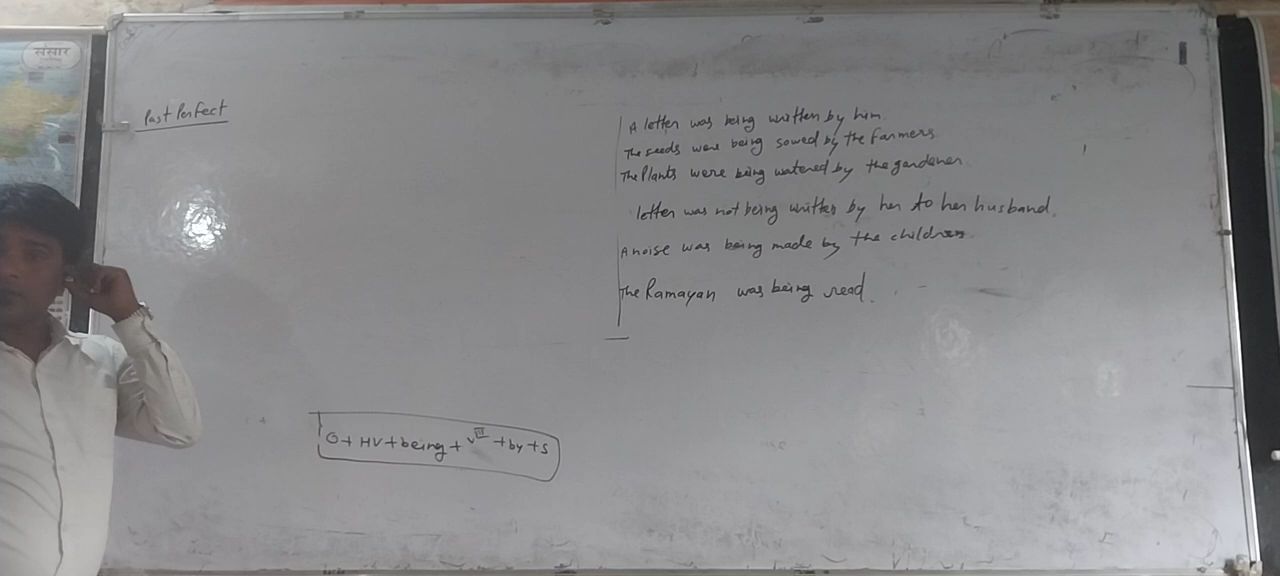 संसार
Past Perfect
A letter was being written by him.
The seeds were being sowed by the farmers.
The Plants were being watered by the gardener.
letter was not being written by her to her husband.
A noise was being made by the children.
The Ramayan was being read.
O + HV + being + VIII + by + S